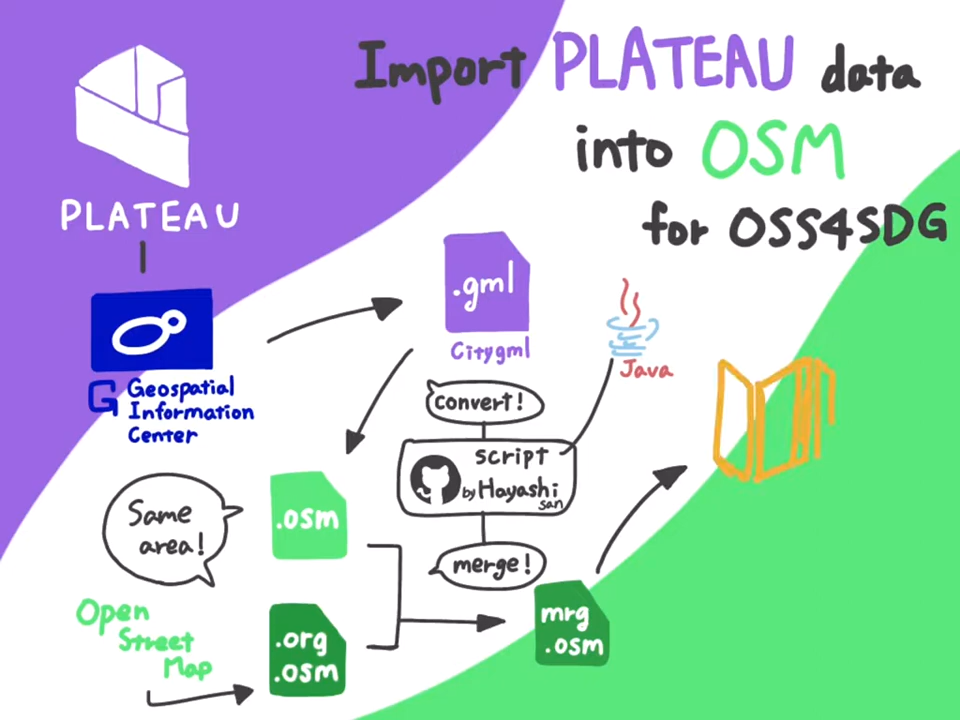 Import PLATEAU data
into OSM
for OSS4SDG
PLATEAU
G Geospatial
Information
Center
.gml
Citygml
Java
convert!
script
by Hayashi
san
merge!
Same
area!
.osm
Open
Street
Map
.org
.osm
mrg
.osm